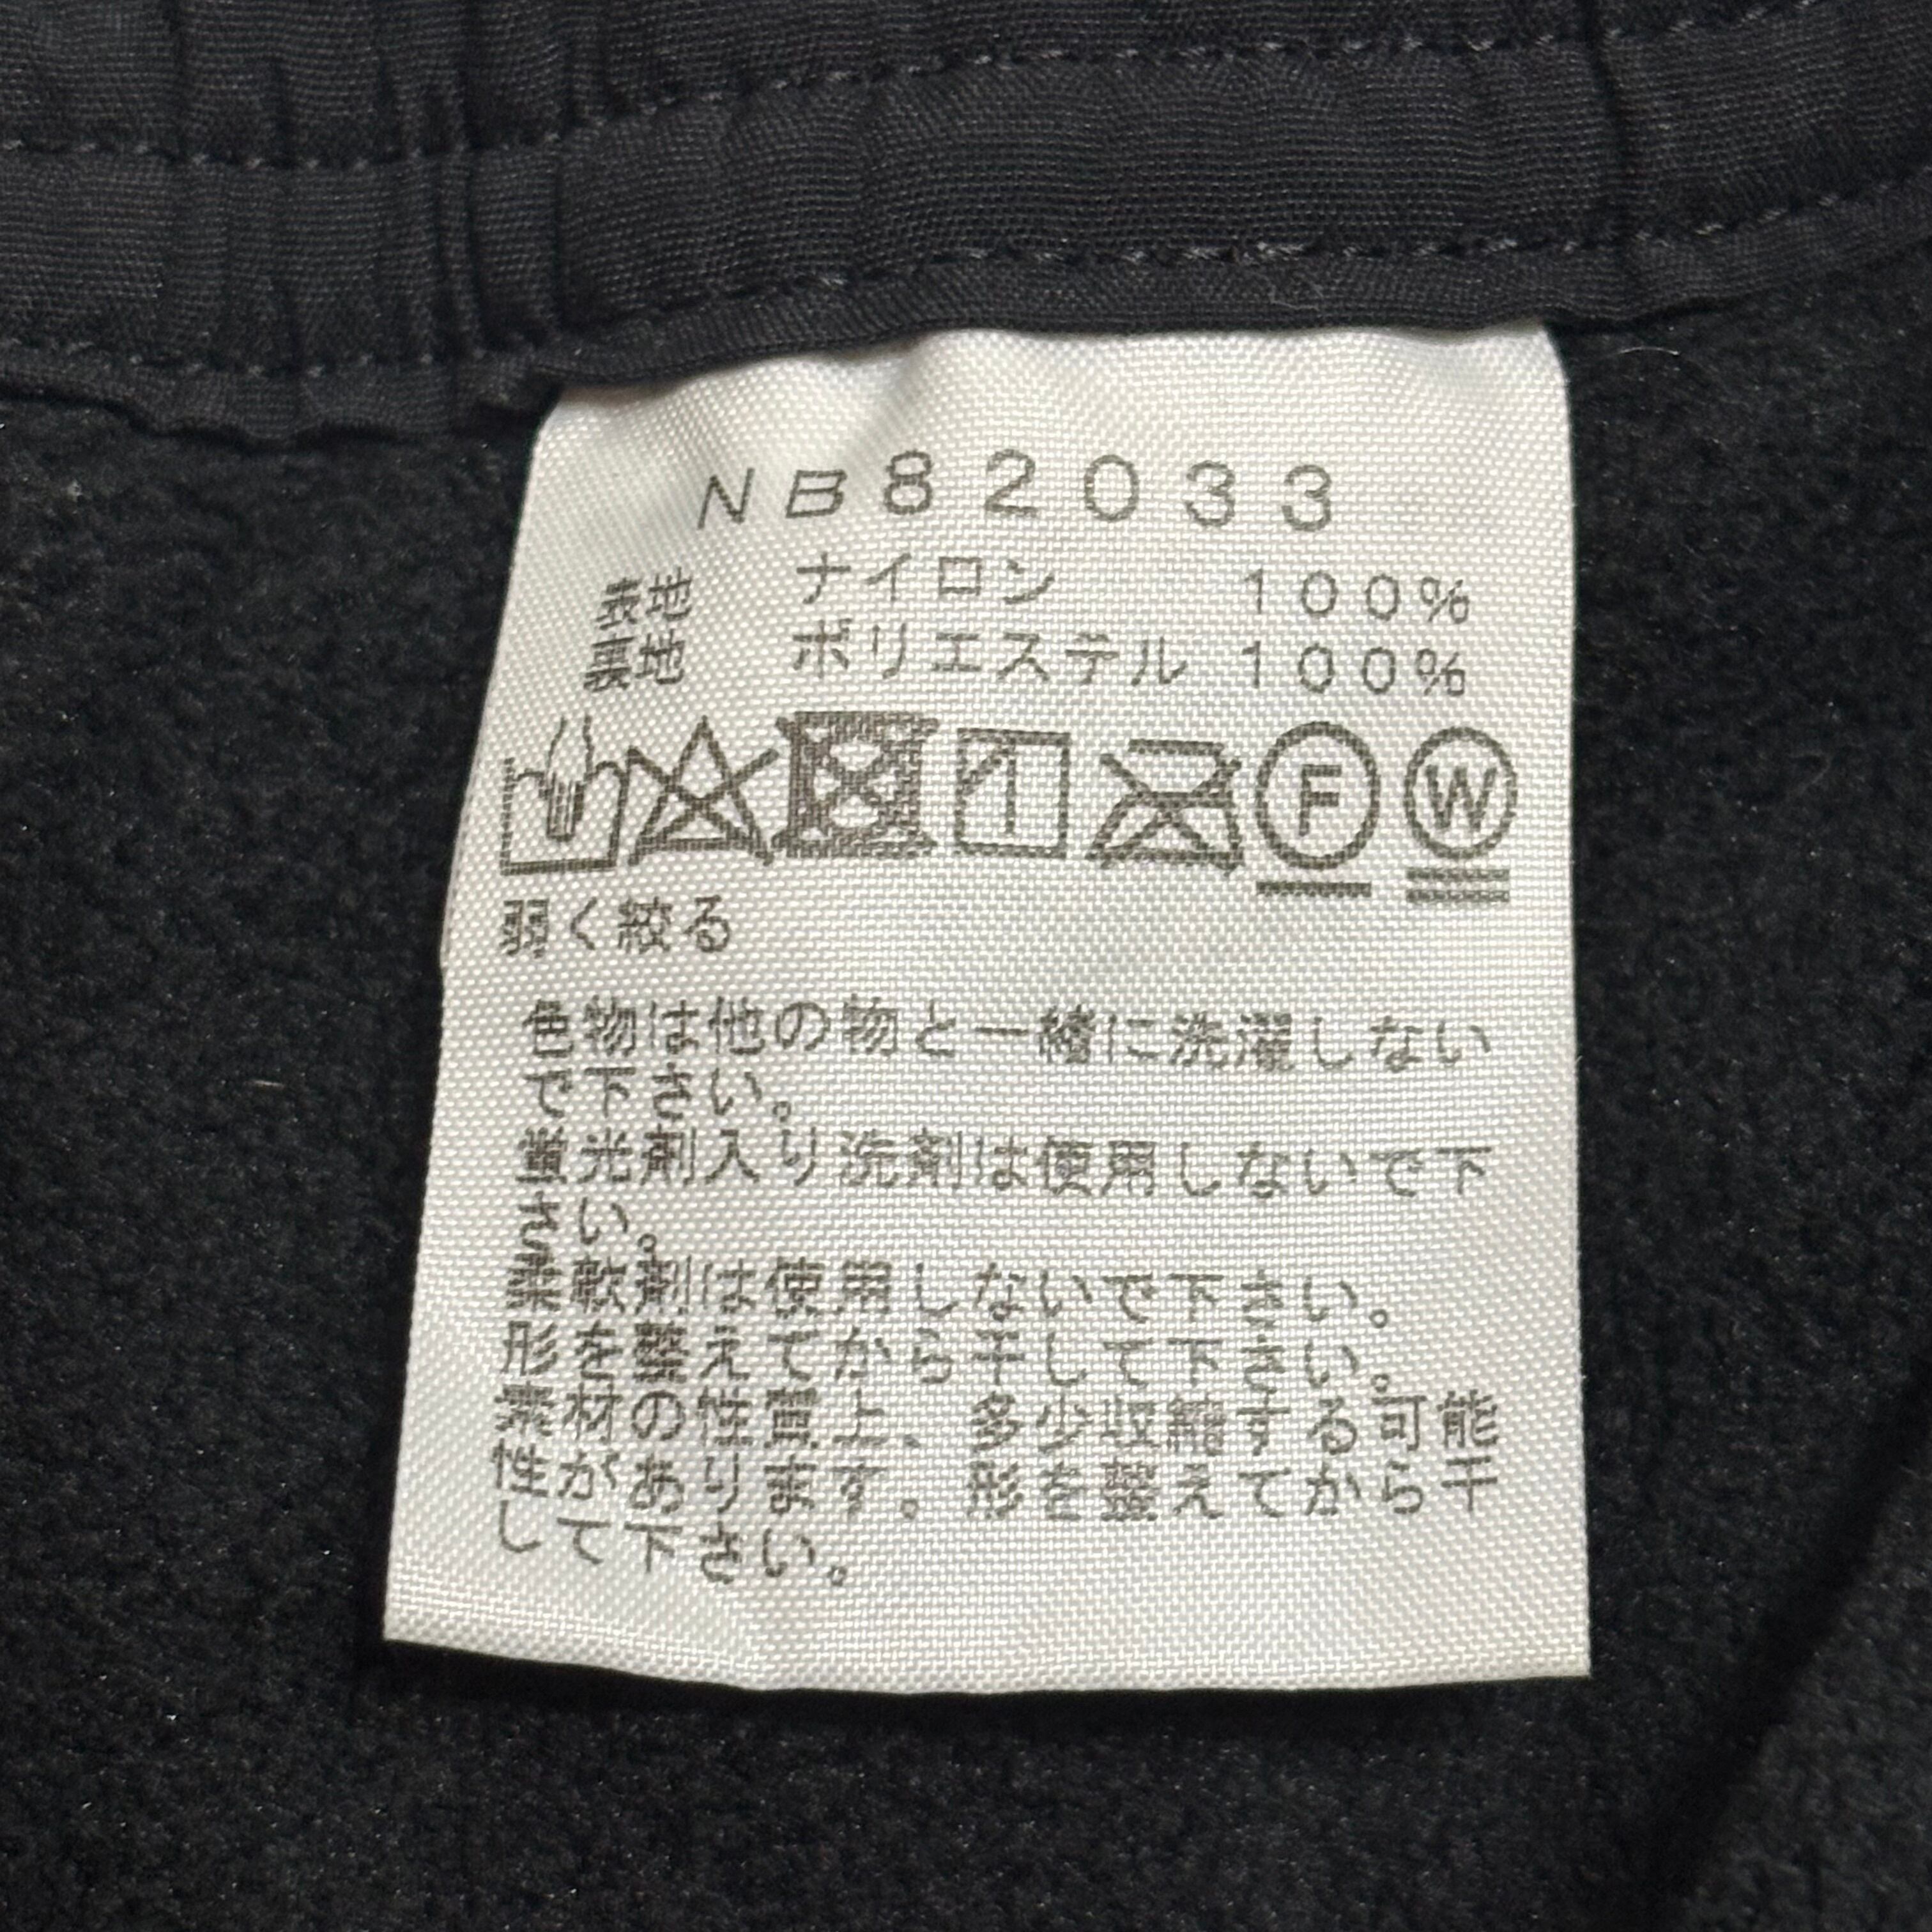 NB82033
表地 ナイロン 100%
裏地 ポリエステル 100%
F W
弱く絞る
色物は他の物と一緒に洗濯しない
で下さい。
蛍光剤入り洗剤は使用しないで下
さい。
柔軟剤は使用しないで下さい。
形を整えてから干して下さい。
素材の性質上、多少収縮する可能
性があります。形を整えてから干
して下さい。